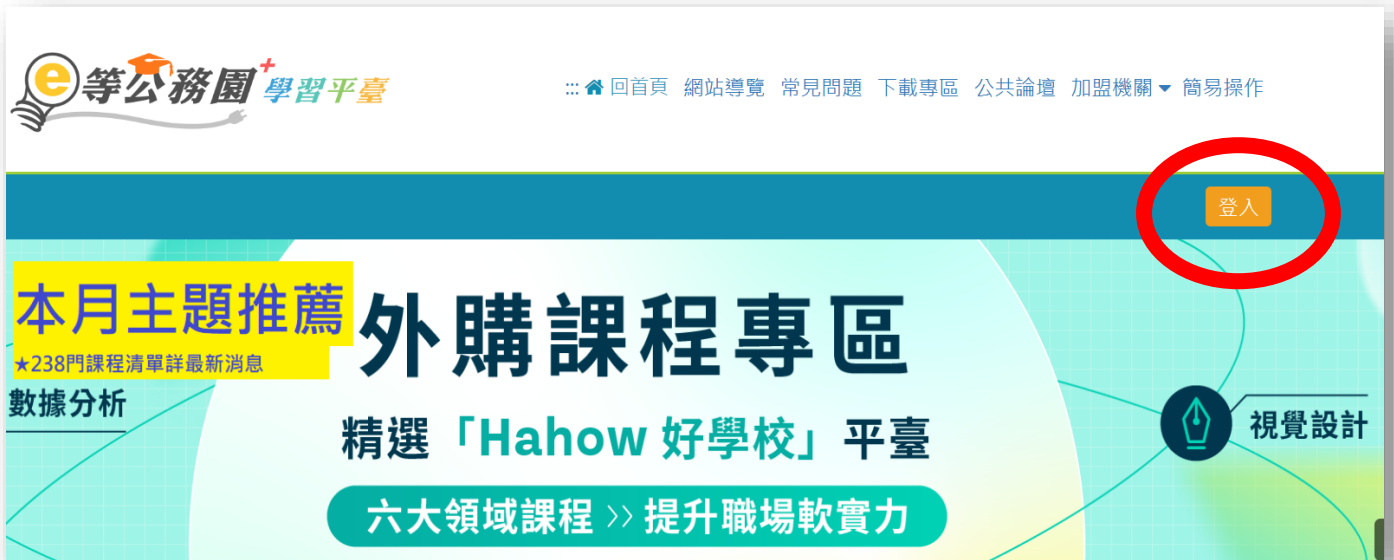 e等公務園+學習平臺
::: 回首頁 網站導覽 常見問題 下載專區 公共論壇 加盟機關 簡易操作
登入
本月主題推薦
★238門課程清單詳最新消息
外購課程專區
數據分析
精選「Hahow 好學校」平臺
視覺設計
六大領域課程 >> 提升職場軟實力